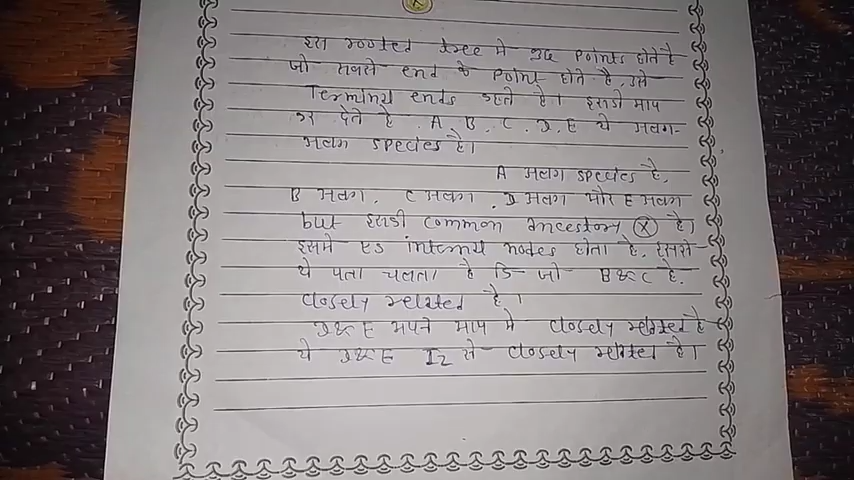 X
इस rooted tree मे कुछ points होते है
जो सबसे end के point होते है, उसे
Terminal ends कहते है। इसको माप
कर देते है. A, B, C, D, E ये अलग-
अलग species है।
A अलग species है,
B अलग, C अलग, D अलग और E अलग
but इसकी common Ancestory X है।
इसमे एक internal nodes होता है, इससे
ये पता चलता है कि जो B & C है.
closely related है।
D & E अपने आप मे closely related है
ये D & E I2 से closely related है।